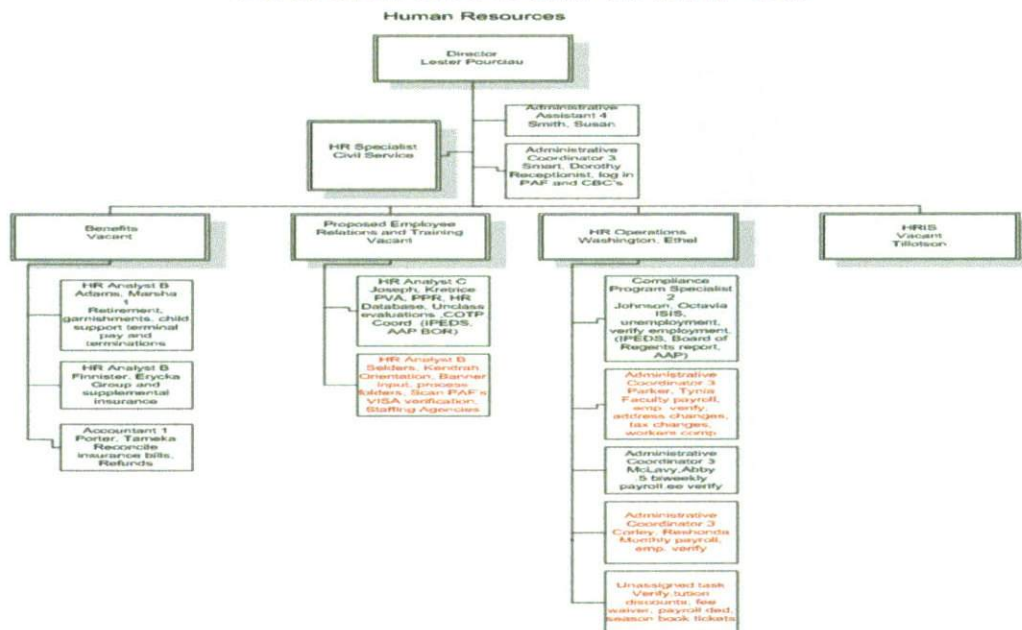 Human Resources
Director
Lester Pourciau
Administrative
Assistant 4
Smith, Susan
HR Specialist
Civil Service
Administrative
Coordinator 3
Smart, Dorothy
Receptionist, log in
PAF and CBC's
Benefits
Vacant
Proposed Employee
Relations and Training
Vacant
HR Operations
Washington, Ethel
HRIS
Vacant
Tillotson
HR Analyst B
Adams, Marsha
1
Retirement,
garnishments, child
support terminal
pay and
terminations
HR Analyst B
Finnister, Erycka
Group and
supplemental
insurance
Accountant 1
Porter, Tameka
Reconcile
insurance bills,
Refunds
HR Analyst C
Joseph, Kretrice
PVA, PPR, HR
Database, Unclass
evaluations ,COTP
Coord (IPEDS,
AAP BOR)
HR Analyst B
Selders, Kendrah
Orientation, Banner
input, process
folders, Scan PAF's
VISA verification,
Staffing Agencies
Compliance
Program Specialist
2
Johnson, Octavia
ISIS,
unemployment,
verify employment,
(IPEDS, Board of
Regents report,
AAP)
Administrative
Coordinator 3
Parker, Tynia
Faculty payroll,
emp. verify,
address changes,
tax changes,
workers comp
Administrative
Coordinator 3
McLavy,Abby
.5 biweekly
payroll.ee verify
Administrative
Coordinator 3
Corley, Reshonda
Monthly payroll,
emp. verify
Unassigned task
Verify.tution
discounts, fee
waiver, payroll ded,
season book tickets